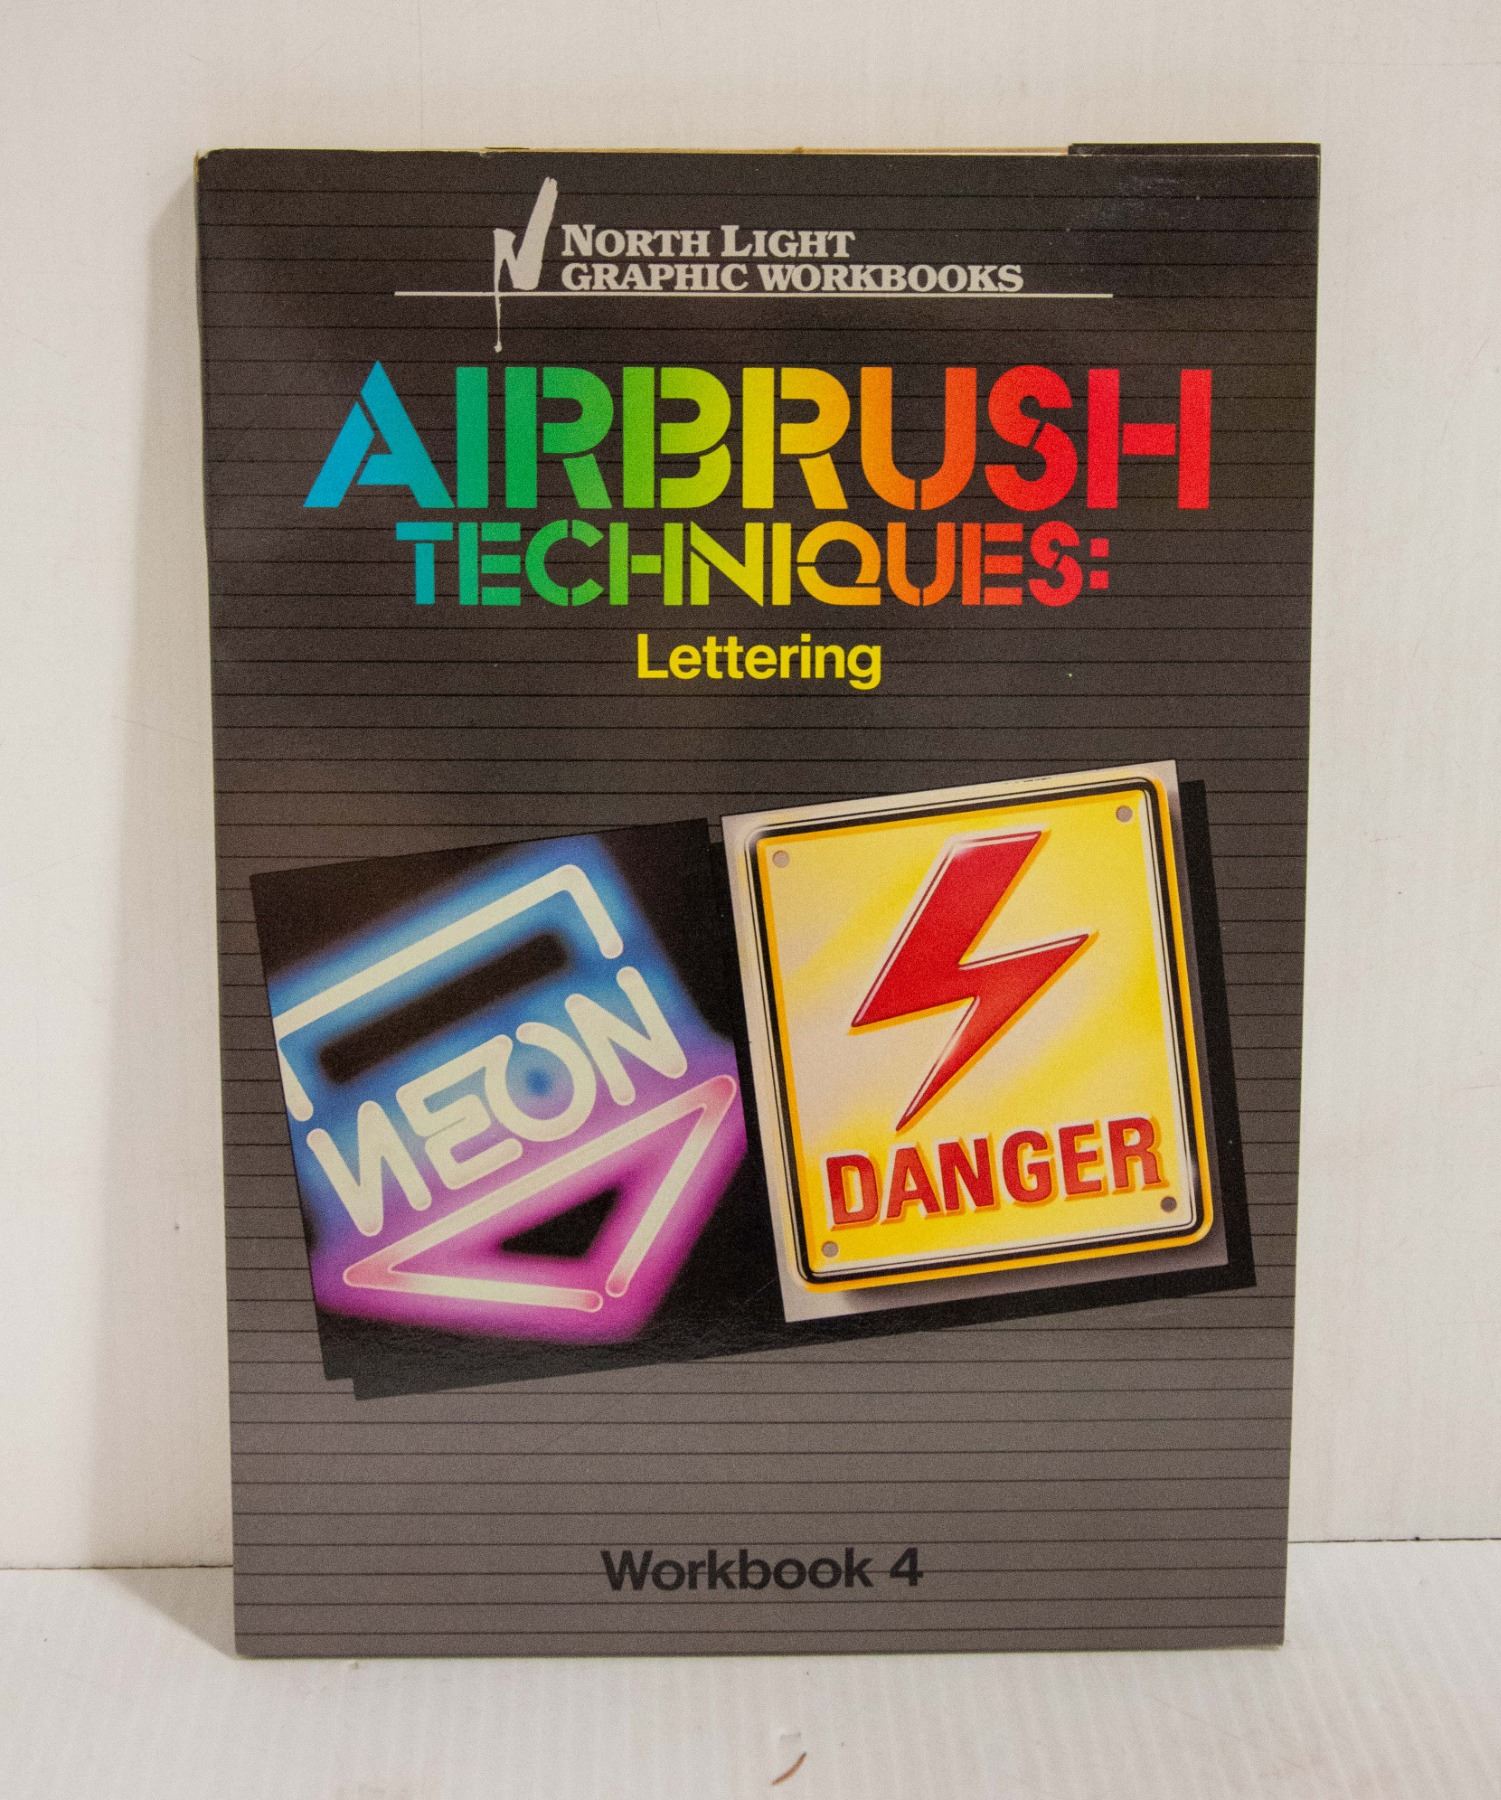 NORTH LIGHT
GRAPHIC WORKBOOKS
AIRBRUSH
TECHNIQUES:
Lettering
NEON
DANGER
Workbook 4